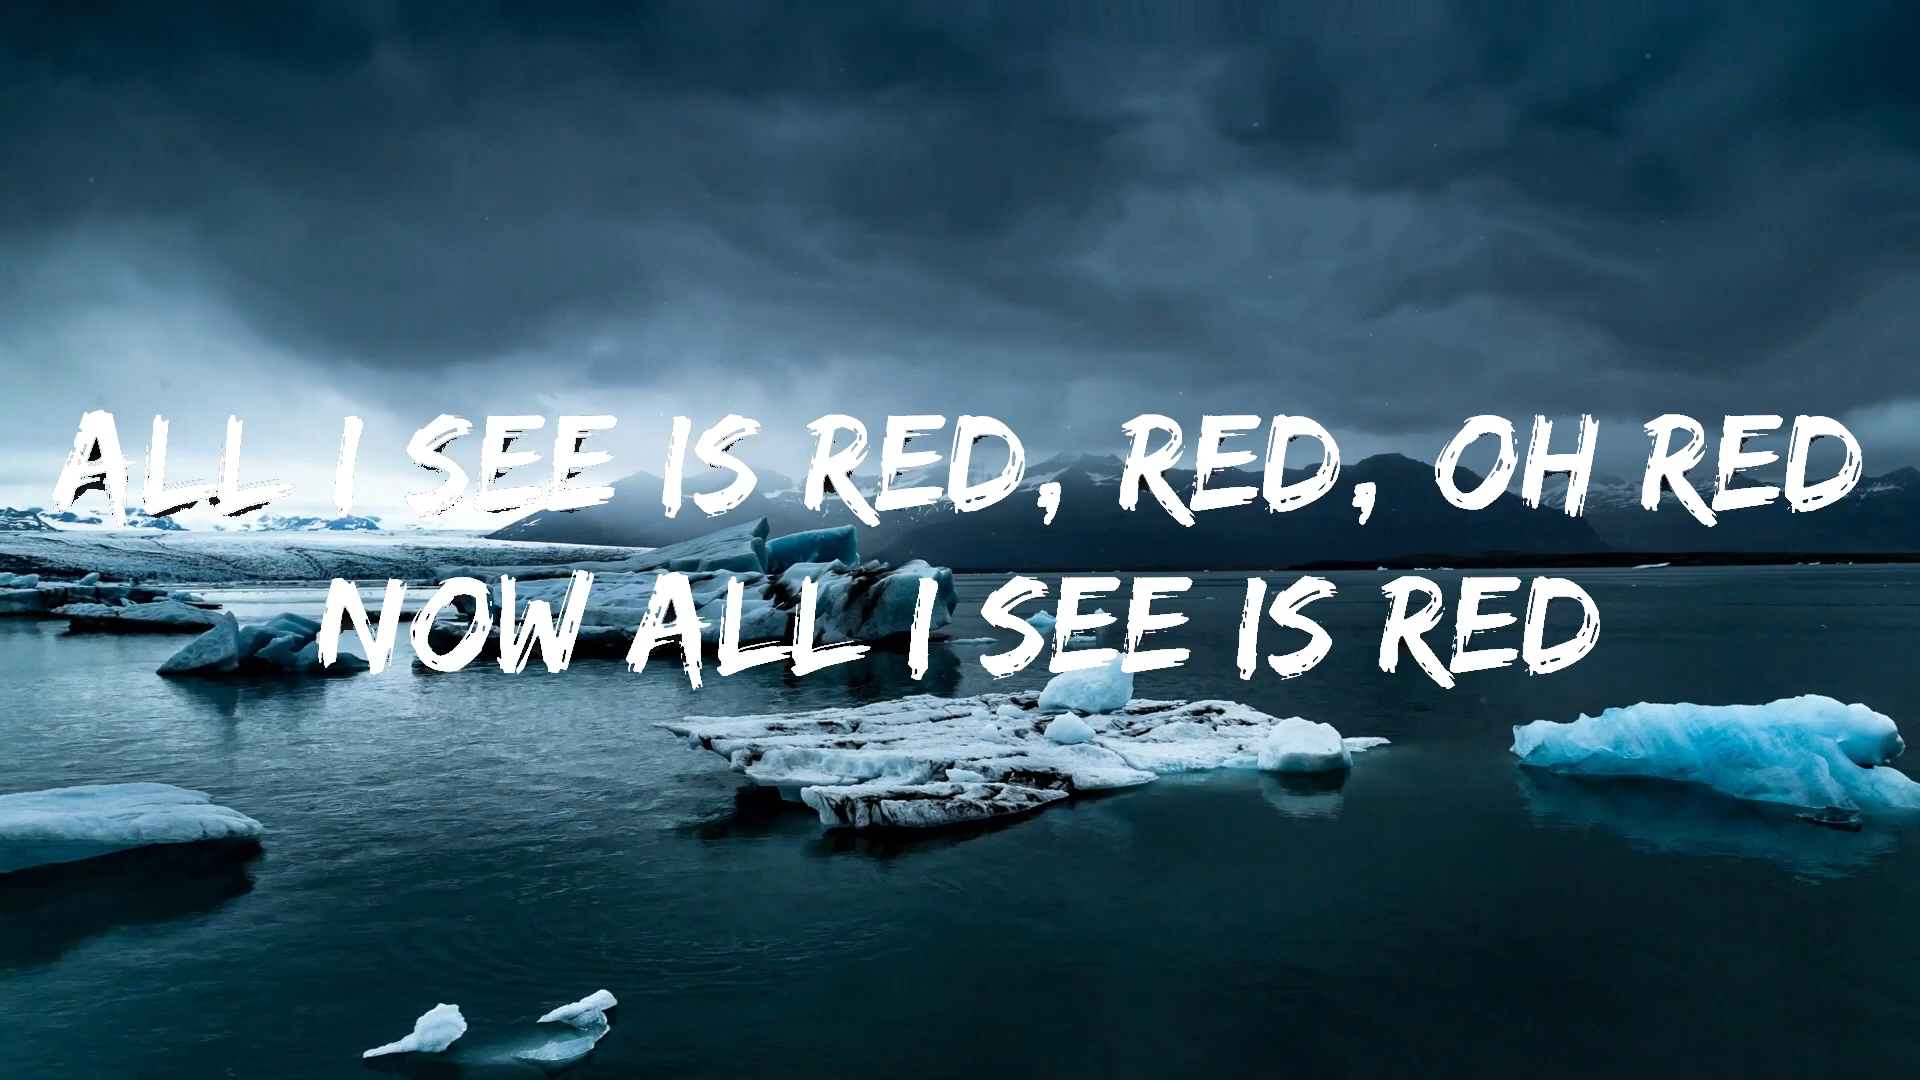 ALL I SEE IS RED, RED, OH RED
NOW ALL I SEE IS RED